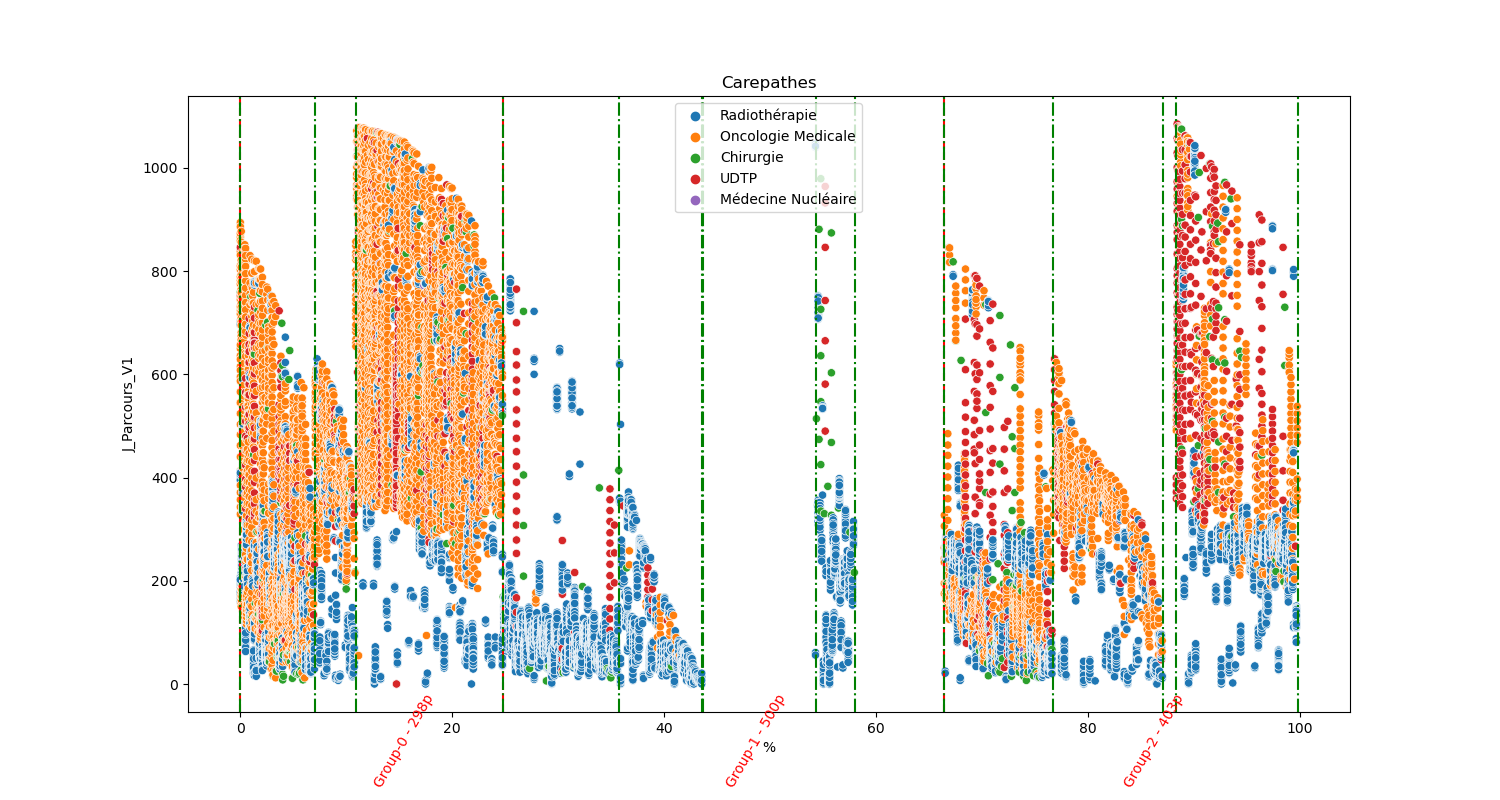 Carepathes
Radiothérapie
Oncologie Medicale
Chirurgie
UDTP
Médecine Nucléaire
J_Parcours_V1
1000
800
600
400
200
0
0
20
40
60
80
100
%
Group-0 - 298p
Group-1 - 500p
Group-2 - 403p